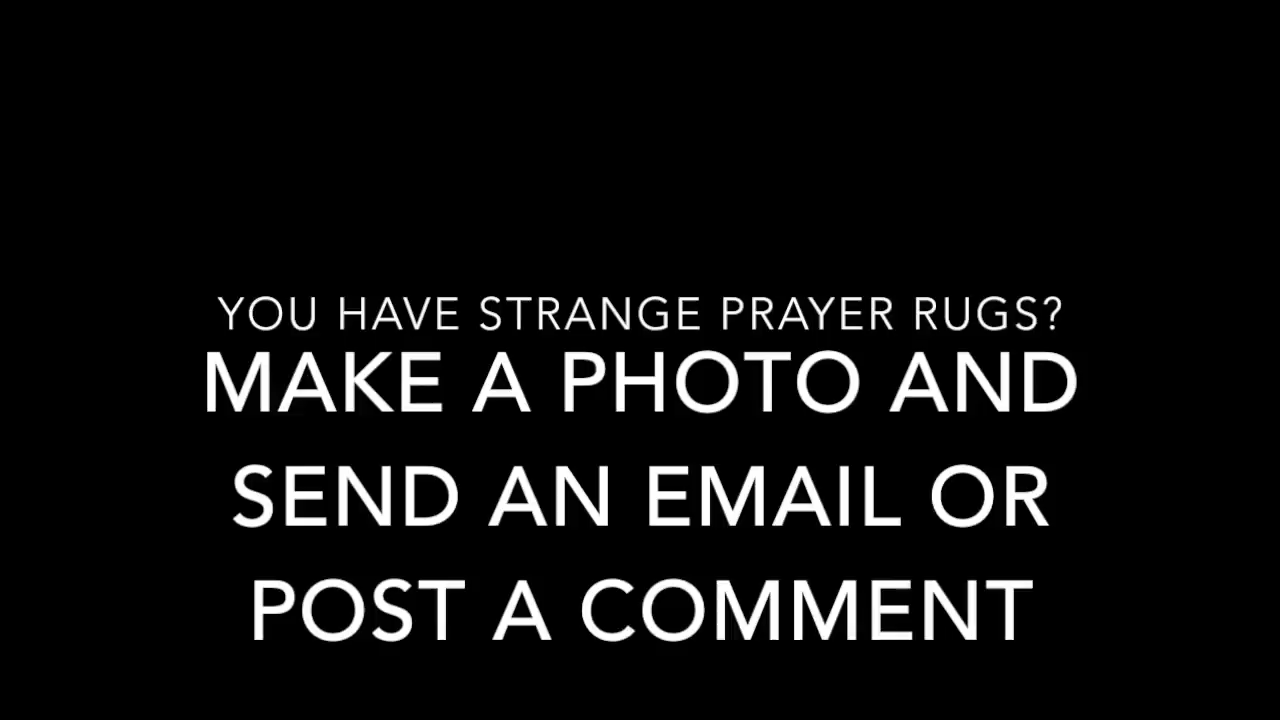 YOU HAVE STRANGE PRAYER RUGS?
MAKE A PHOTO AND
SEND AN EMAIL OR
POST A COMMENT